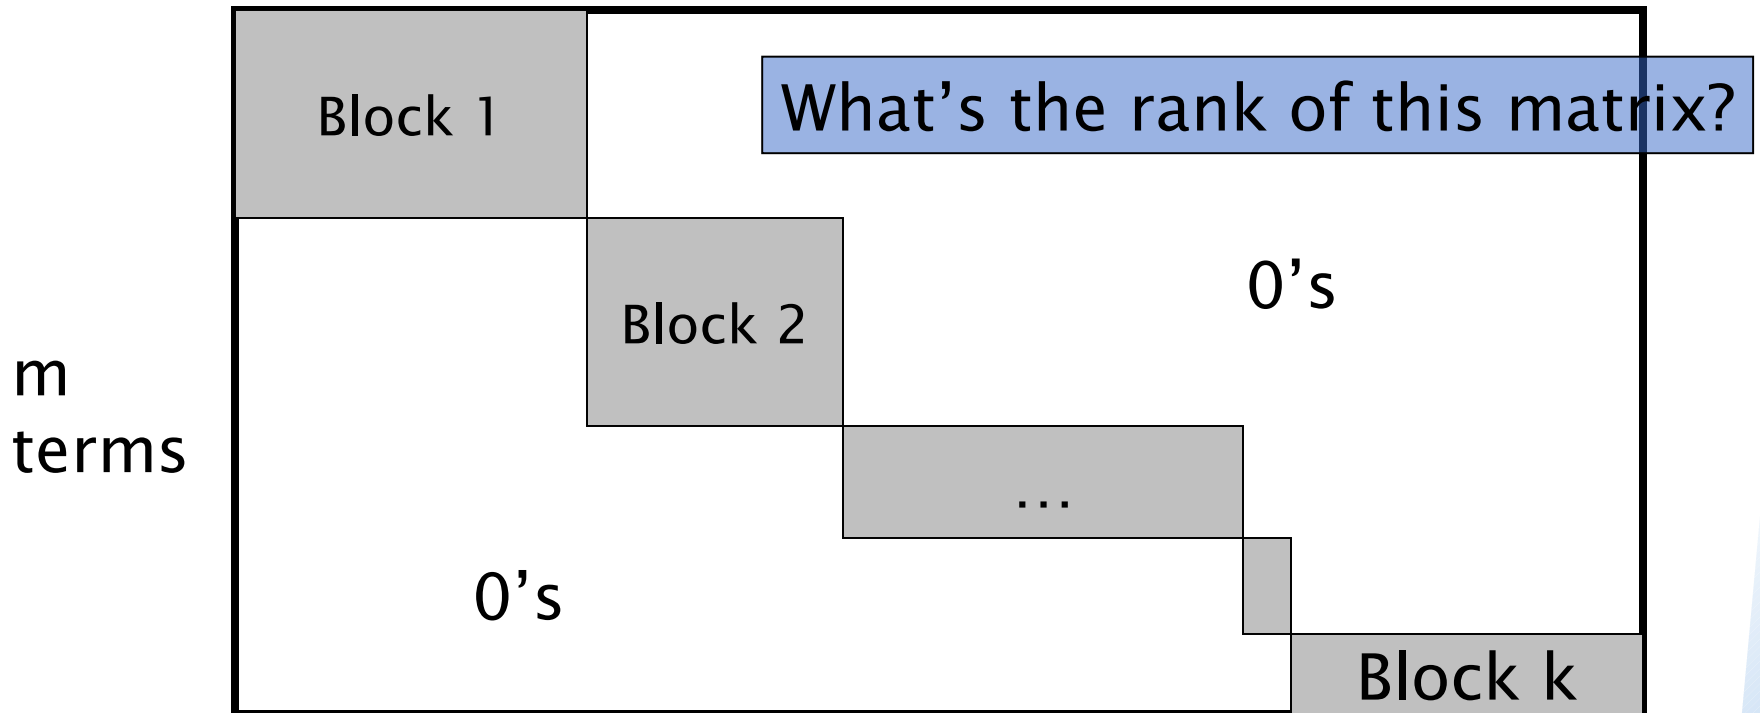 Block 1
What’s the rank of this matrix?
0’s
Block 2
m
terms
…
0’s
Block k